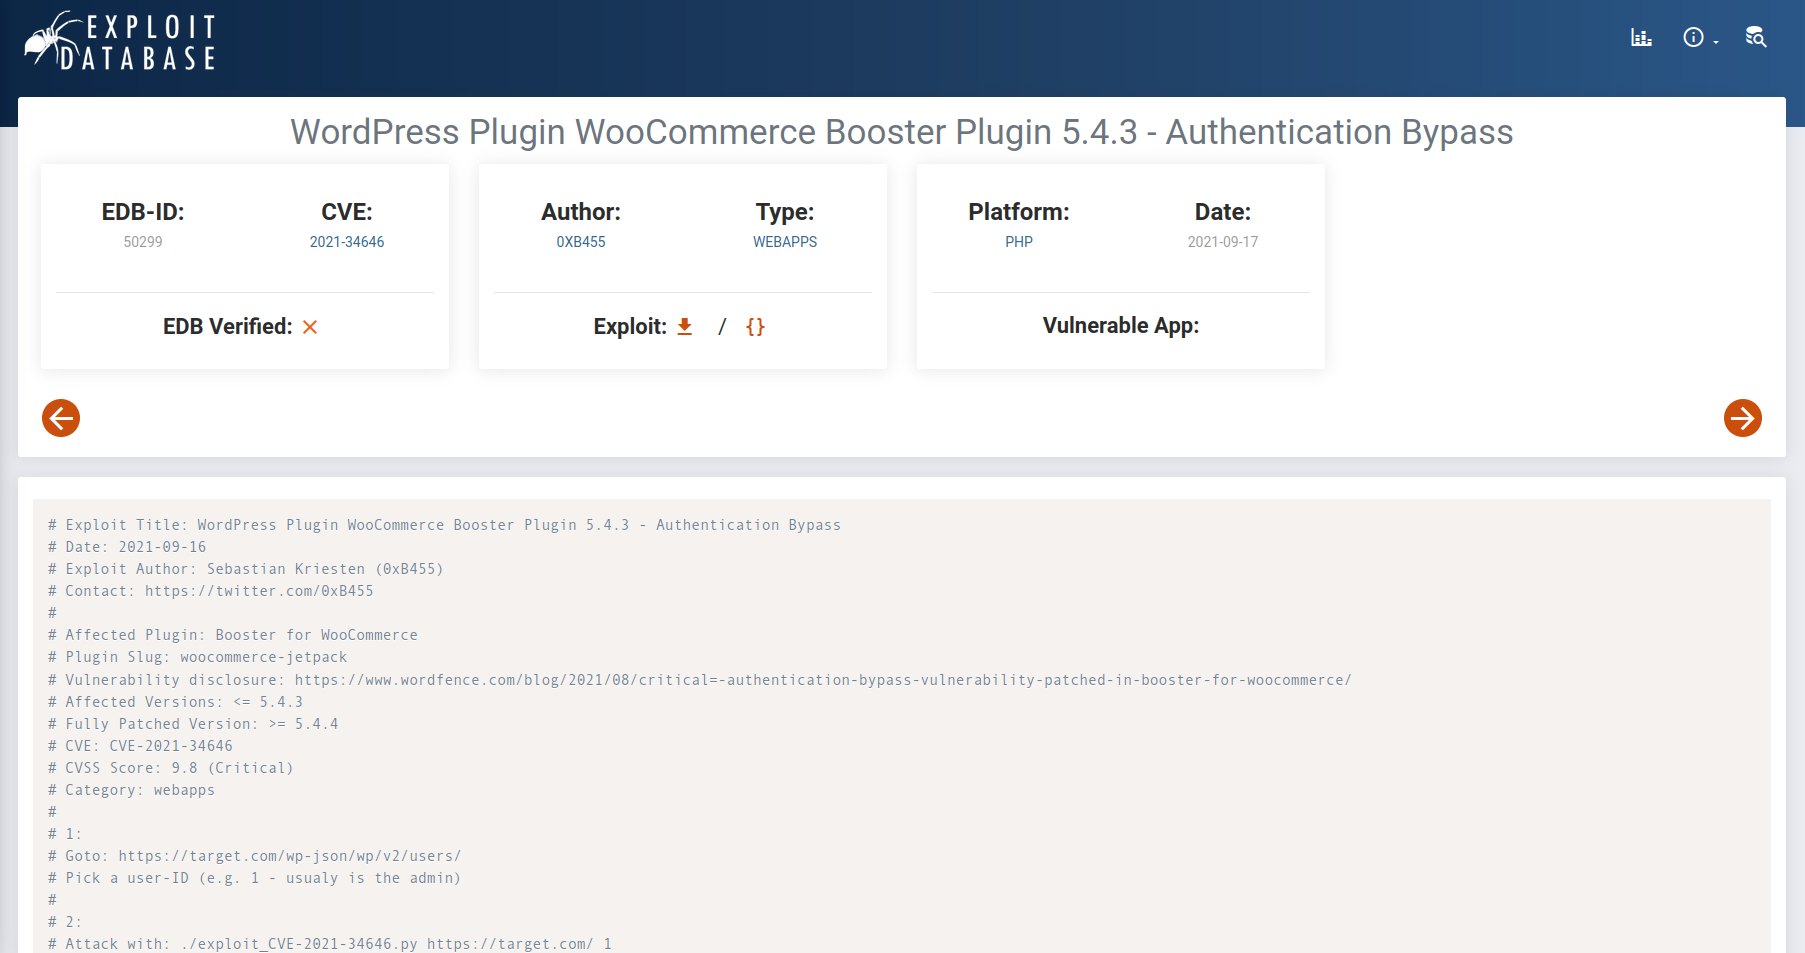 EXPLOIT
DATABASE
WordPress Plugin WooCommerce Booster Plugin 5.4.3 - Authentication Bypass
EDB-ID:
50299
CVE:
2021-34646
EDB Verified:
Author:
0XB455
Type:
WEBAPPS
Exploit: / {}
Platform:
PHP
Date:
2021-09-17
Vulnerable App:
# Exploit Title: WordPress Plugin WooCommerce Booster Plugin 5.4.3 - Authentication Bypass
# Date: 2021-09-16
# Exploit Author: Sebastian Kriesten (0xB455)
# Contact: https://twitter.com/0xB455
#
# Affected Plugin: Booster for WooCommerce
# Plugin Slug: woocommerce-jetpack
# Vulnerability disclosure: https://www.wordfence.com/blog/2021/08/critical=-authentication-bypass-vulnerability-patched-in-booster-for-woocommerce/
# Affected Versions: <= 5.4.3
# Fully Patched Version: >= 5.4.4
# CVE: CVE-2021-34646
# CVSS Score: 9.8 (Critical)
# Category: webapps
#
# 1:
# Goto: https://target.com/wp-json/wp/v2/users/
# Pick a user-ID (e.g. 1 - usualy is the admin)
#
# 2:
# Attack with: ./exploit_CVE-2021-34646.py https://target.com/ 1